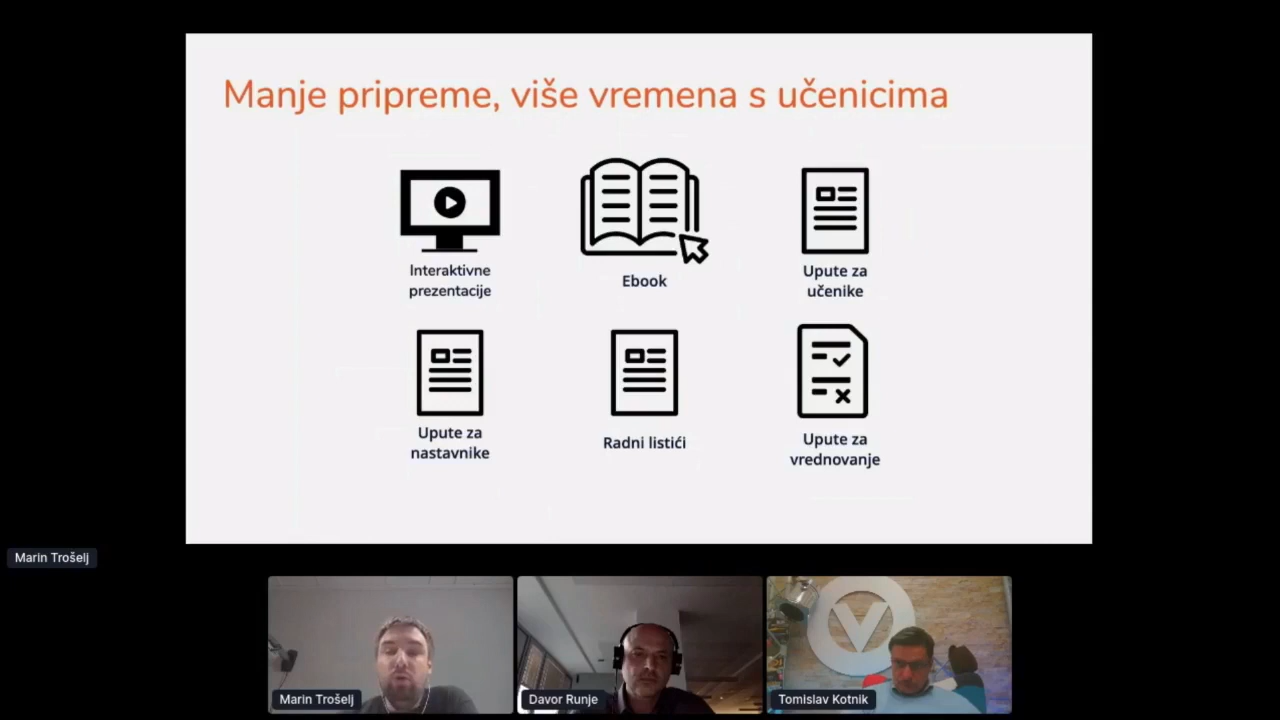 Manje pripreme, više vremena s učenicima
Interaktivne
prezentacije
Ebook
Upute za
učenike
Upute za
nastavnike
Radni listići
Upute za
vrednovanje
Marin Trošelj
Marin Trošelj
Davor Runje
Tomislav Kotnik